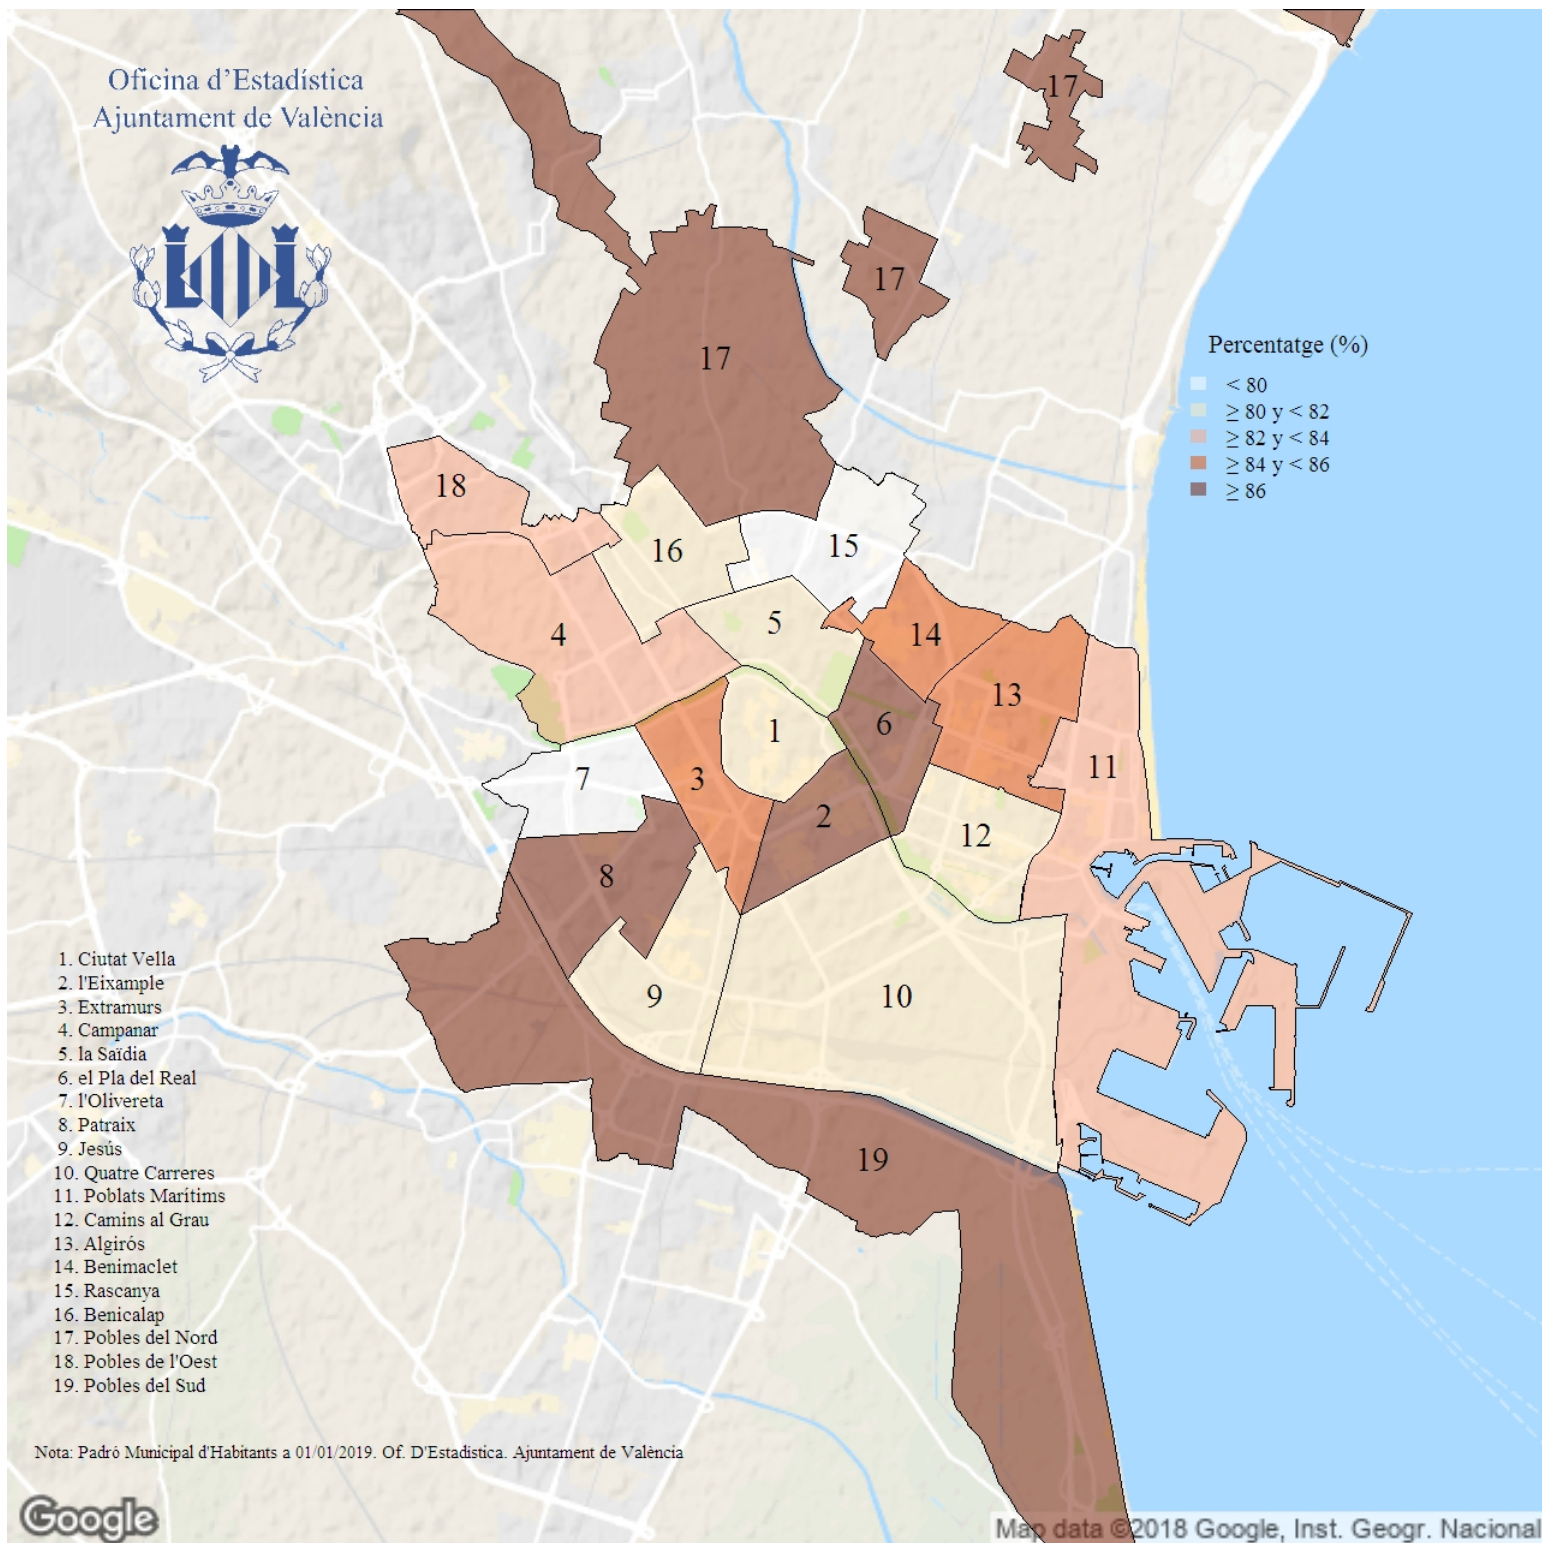 Oficina d'Estadística
Ajuntament de València
17
17
17
Percentatge (%)
< 80
≥ 80 y < 82
≥ 82 y < 84
≥ 84 y < 86
≥ 86
18
16
15
5
4
14
13
1
6
11
7
3
2
12
8
9
10
19
1. Ciutat Vella
2. l'Eixample
3. Extramurs
4. Campanar
5. la Saïdia
6. el Pla del Real
7. l'Olivereta
8. Patraix
9. Jesús
10. Quatre Carreres
11. Poblats Marítims
12. Camins al Grau
13. Algirós
14. Benimaclet
15. Rascanya
16. Benicalap
17. Pobles del Nord
18. Pobles de l'Oest
19. Pobles del Sud
Nota: Padró Municipal d'Habitants a 01/01/2019. Of. D'Estadística. Ajuntament de València
Google
Map data ©2018 Google, Inst. Geogr. Nacional